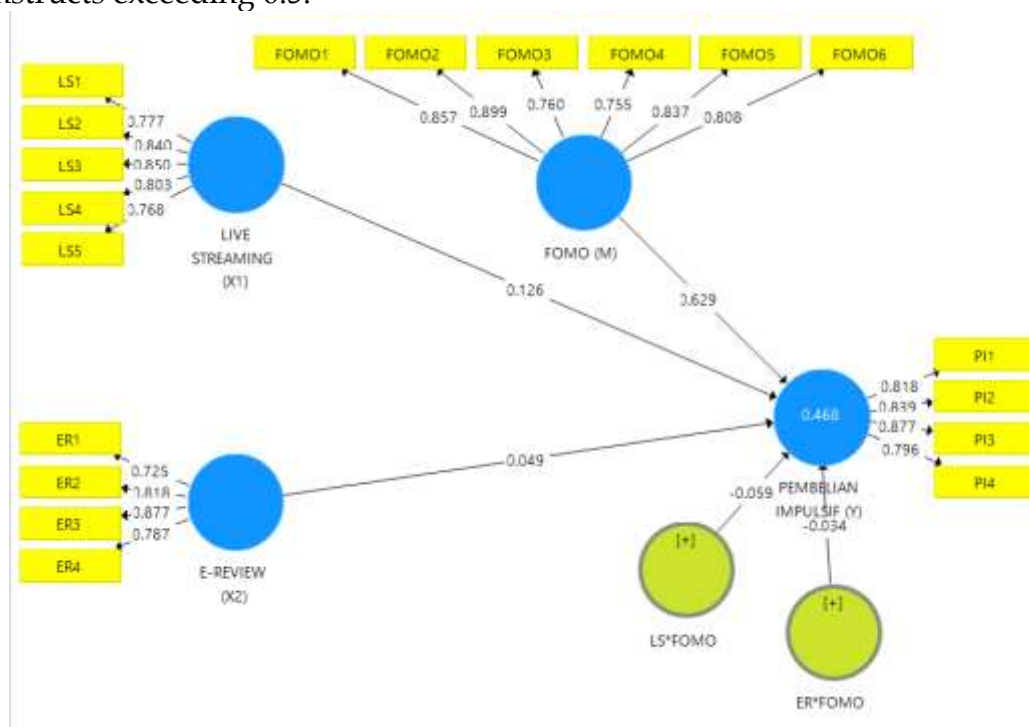 nstructs exceeding 0.5.
FOMO1
FOMO2
FOMO3
FOMO4
FOMO5
FOMO6
0.857
0.899
0.760
0.755
0.837
0.808
LS1
LS2
LS3
LS4
LS5
0.777
0.840
0.850
0.803
0.768
LIVE
STREAMING
(X1)
FOMO (M)
0.126
0.629
ER1
ER2
ER3
ER4
0.725
0.818
0.877
0.787
E-REVIEW
(X2)
0.049
0.468
PI1
PI2
PI3
PI4
0.818
0.839
0.877
0.796
PEMBELIAN
IMPULSIF (Y)
-0.059
-0.034
[+]
LS*FOMO
[+]
ER*FOMO